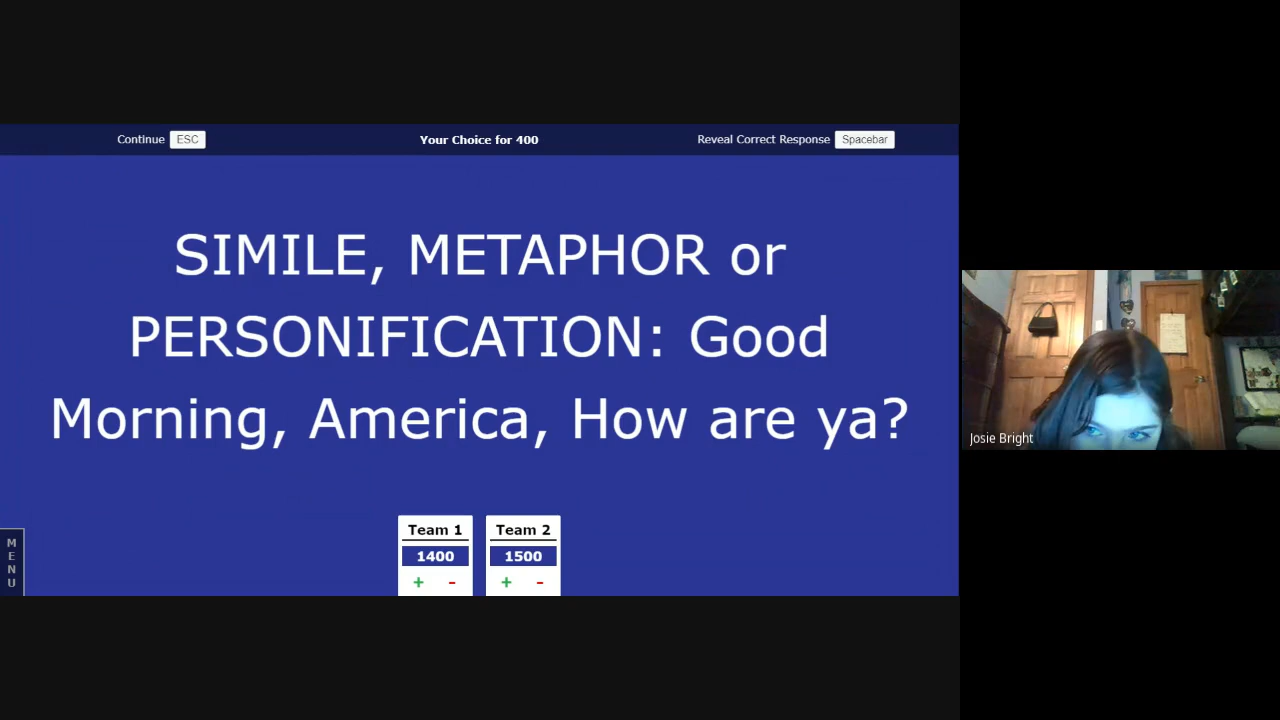 Continue ESC
Your Choice for 400
Reveal Correct Response Spacebar
SIMILE, METAPHOR or
PERSONIFICATION: Good
Morning, America, How are ya?
Team 1
1400
+ -
Team 2
1500
+ -
MENU
Josie Bright